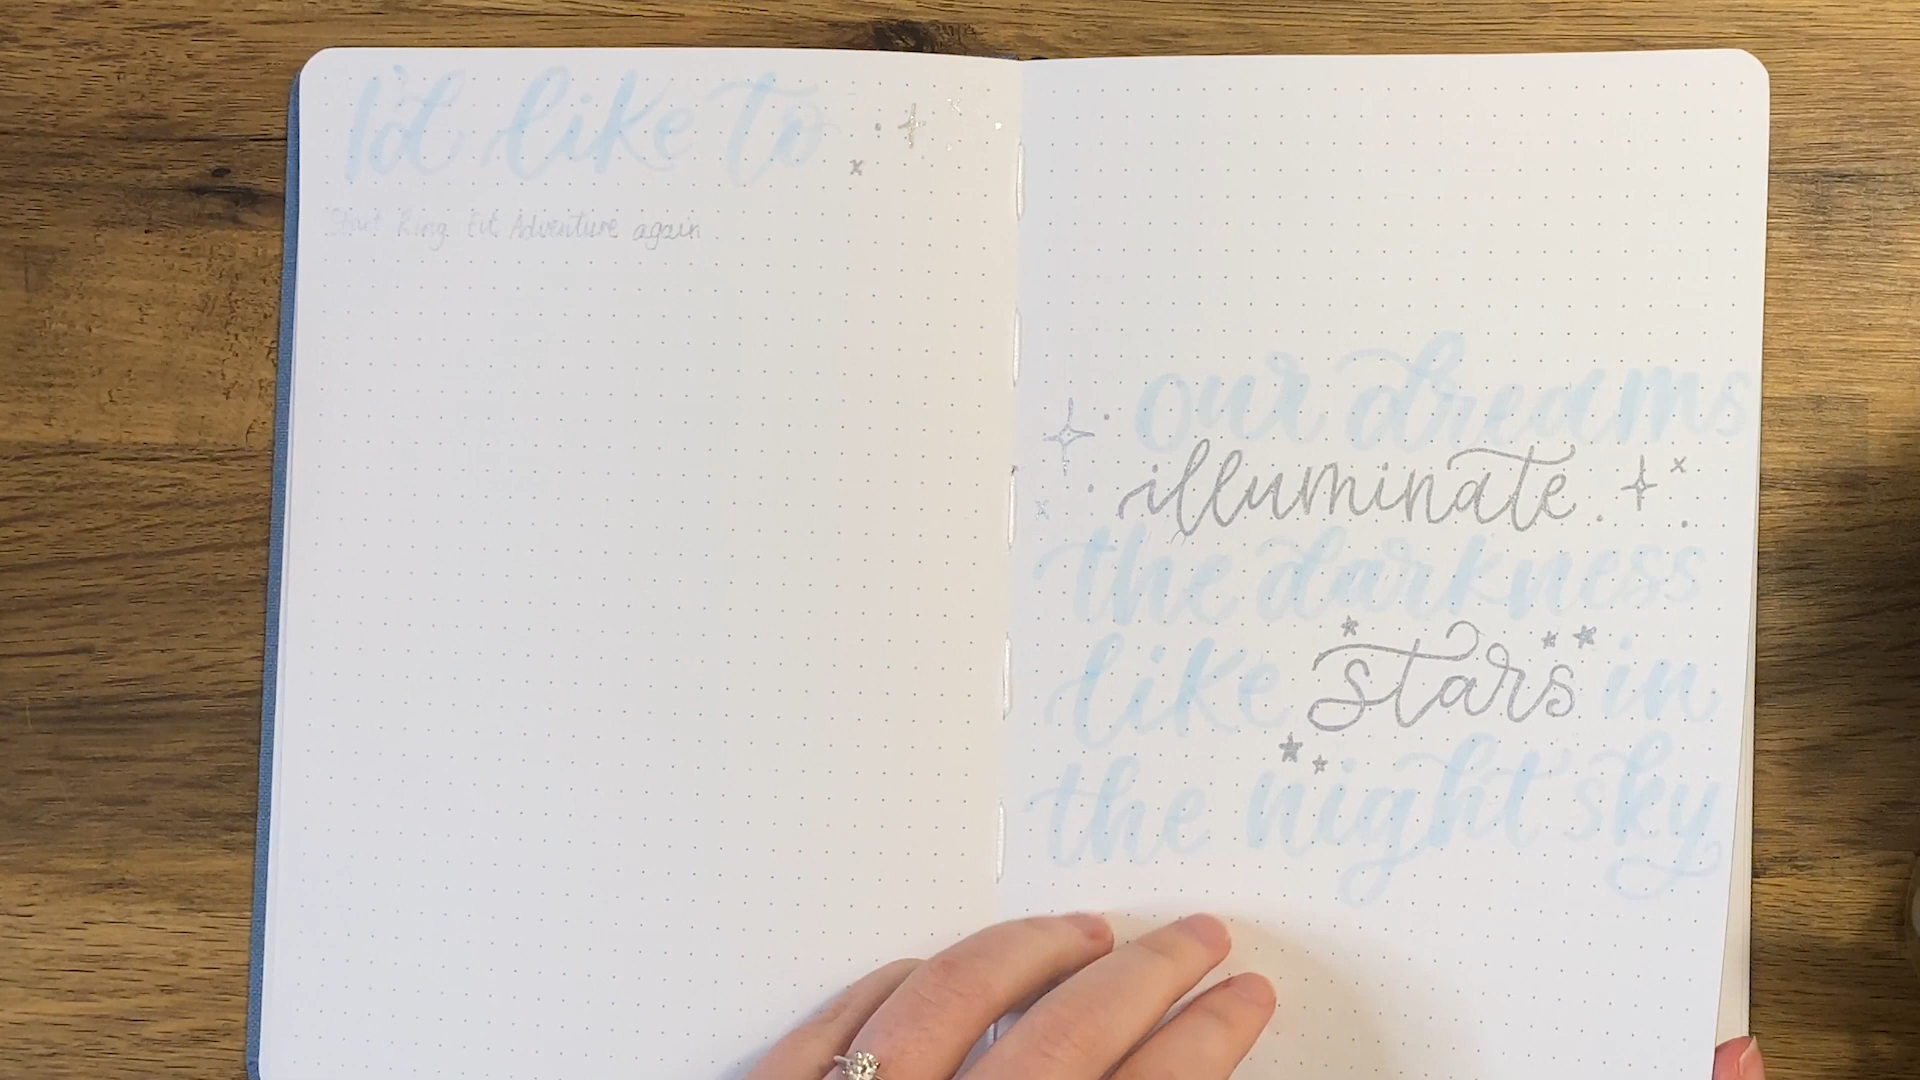 I'd like to
Start Ring Fit Adventure again
our dreams
illuminate
the darkness
like stars in
the night sky